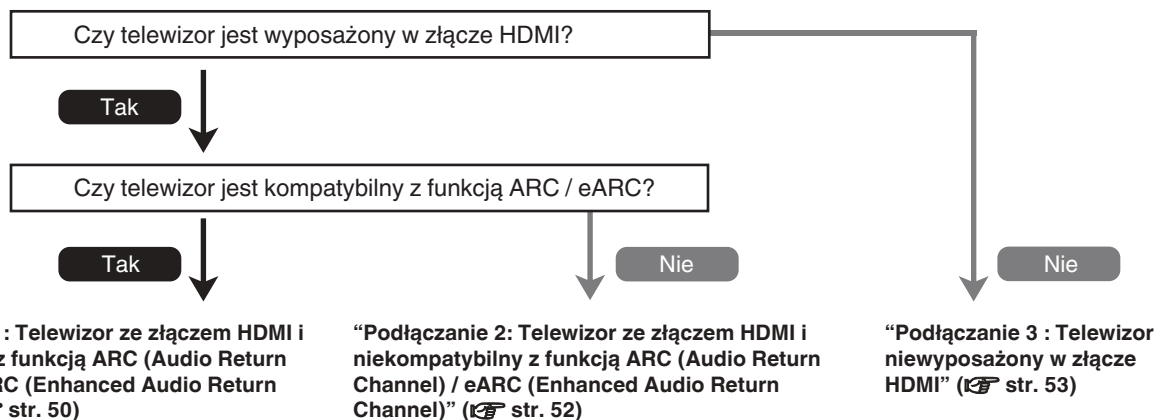 Czy telewizor jest wyposażony w złącze HDMI?
Tak
Czy telewizor jest kompatybilny z funkcją ARC / eARC?
Tak
Nie
Nie
: Telewizor ze złączem HDMI i
z funkcją ARC (Audio Return
RC (Enhanced Audio Return
str. 50)
“Podłączanie 2: Telewizor ze złączem HDMI i
niekompatybilny z funkcją ARC (Audio Return
Channel) / eARC (Enhanced Audio Return
Channel)” (☞ str. 52)
“Podłączanie 3 : Telewizor
niewyposażony w złącze
HDMI” (☞ str. 53)